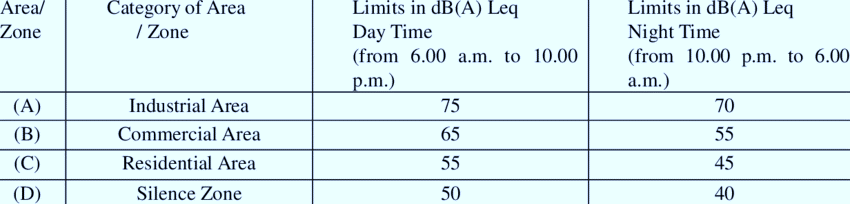 Area/ Category of Area Limits in dB(A) Leq Limits in dB(A) Leq
Zone / Zone Day Time Night Time
(from 6.00 a.m. to 10.00 (from 10.00 p.m. to 6.00
p.m.) a.m.)
(A) Industrial Area 75 70
(B) Commercial Area 65 55
(C) Residential Area 55 45
(D) Silence Zone 50 40